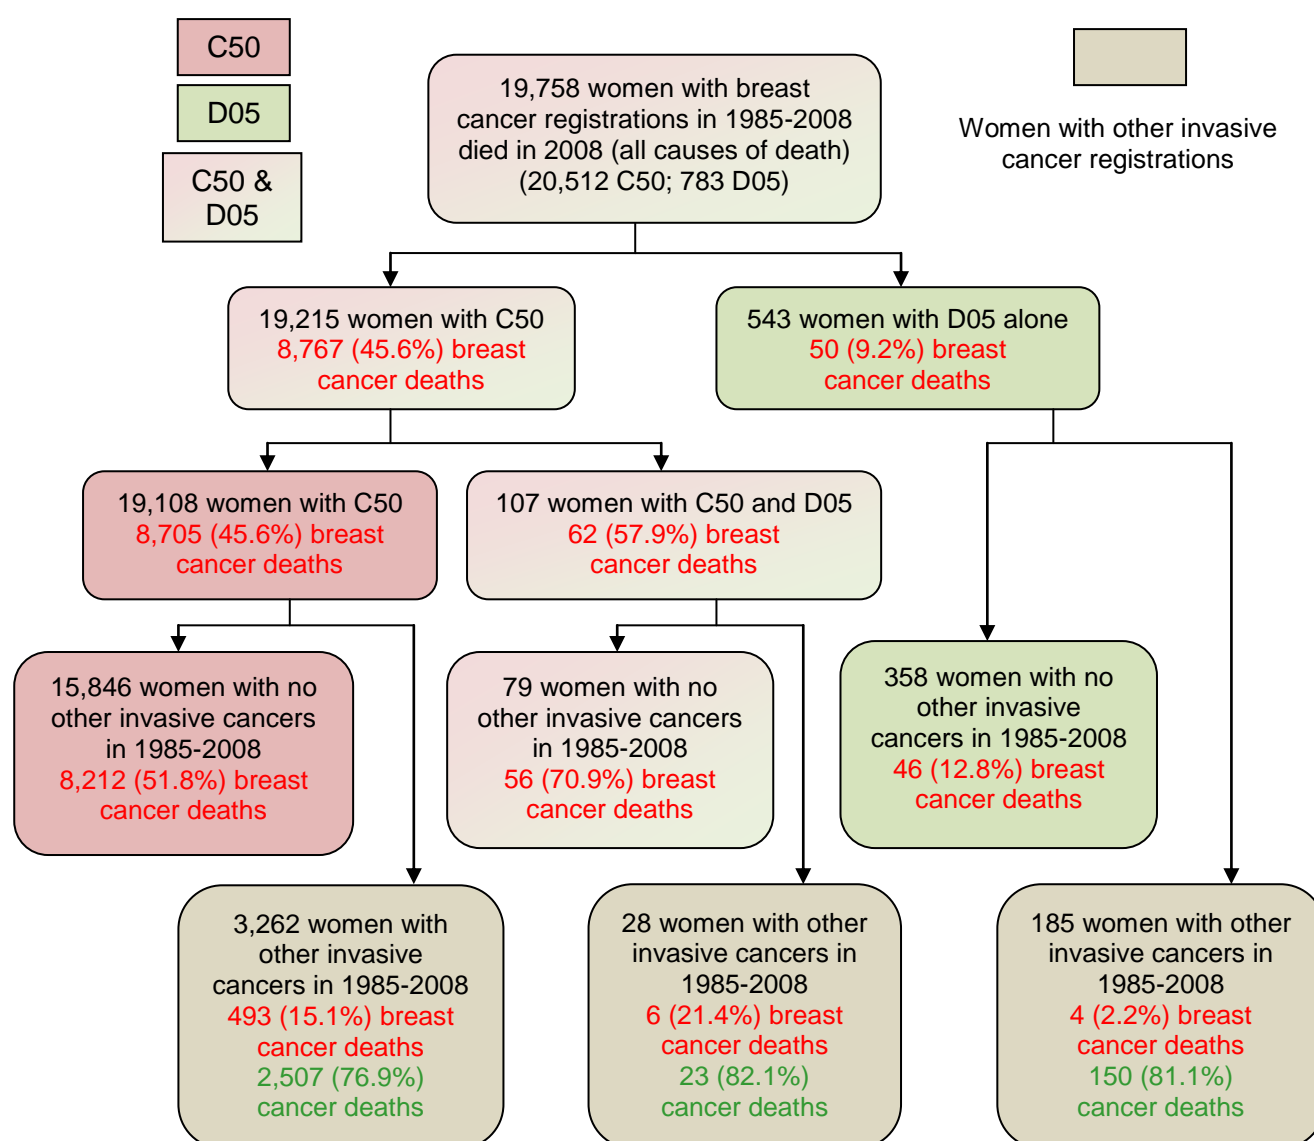 C50
D05
C50 &
D05
19,758 women with breast
cancer registrations in 1985-2008
died in 2008 (all causes of death)
(20,512 C50; 783 D05)
Women with other invasive
cancer registrations
19,215 women with C50
8,767 (45.6%) breast
cancer deaths
543 women with D05 alone
50 (9.2%) breast
cancer deaths
19,108 women with C50
8,705 (45.6%) breast
cancer deaths
107 women with C50 and D05
62 (57.9%) breast
cancer deaths
15,846 women with no
other invasive cancers
in 1985-2008
8,212 (51.8%) breast
cancer deaths
79 women with no
other invasive cancers
in 1985-2008
56 (70.9%) breast
cancer deaths
358 women with no
other invasive
cancers in 1985-2008
46 (12.8%) breast
cancer deaths
3,262 women with
other invasive
cancers in 1985-2008
493 (15.1%) breast
cancer deaths
2,507 (76.9%)
cancer deaths
28 women with other
invasive cancers in
1985-2008
6 (21.4%) breast
cancer deaths
23 (82.1%)
cancer deaths
185 women with other
invasive cancers in
1985-2008
4 (2.2%) breast
cancer deaths
150 (81.1%)
cancer deaths